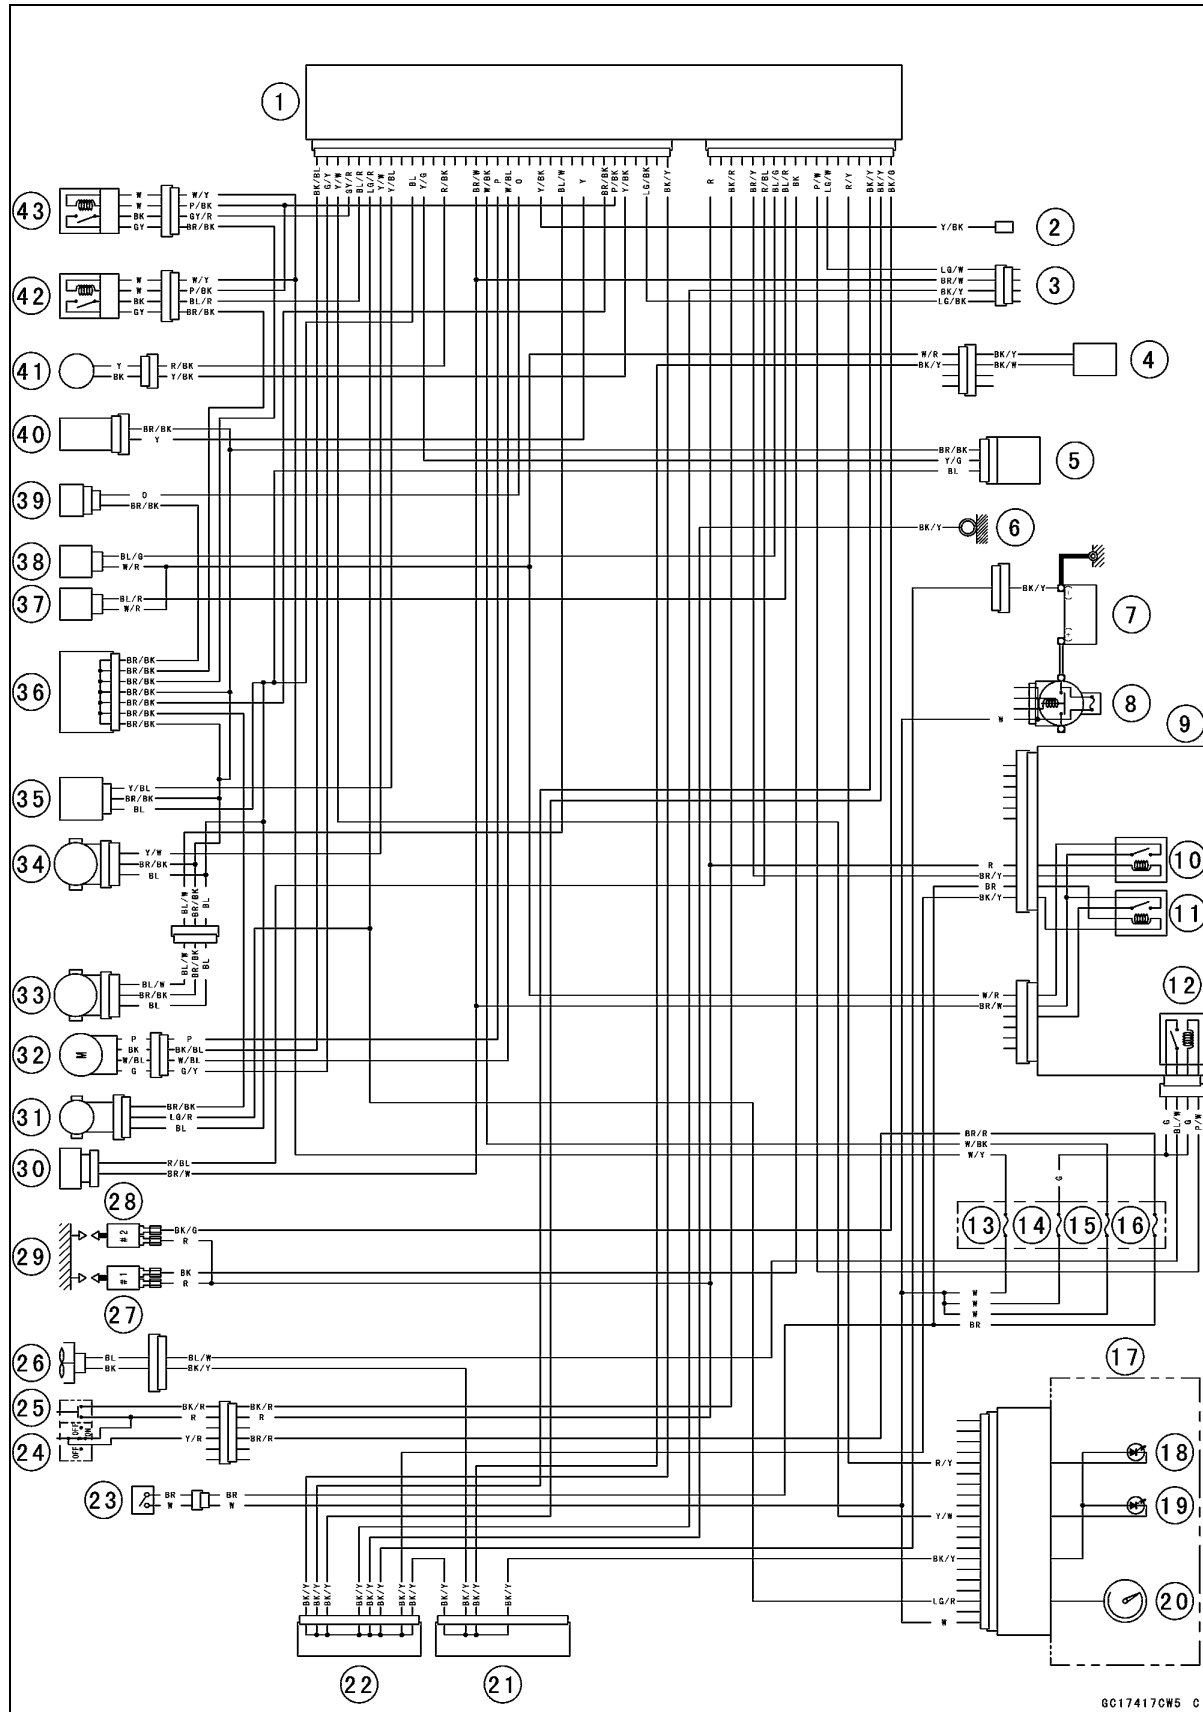 1
BK/BL G/Y Y/W GY/R BL/R LG/R Y/W Y/BL BL Y/G R/BK BR/W W/BK P W/BL O Y/BK BL/W Y BR/BK P/BK Y/BK LG/BK BK/Y R BK/R BR/Y R/BL BL/G BL/R BK P/W LG/W R/Y BK/Y BK/Y BK/G
43
W W/Y
W P/BK
BK GY/R
GY BR/BK
Y/BK 2
42
W W/Y
W P/BK
BK BL/R
GY BR/BK
LG/W
BR/W
BK/Y
LG/BK
3
41
Y R/BK
BK Y/BK
W/R BK/Y
BK/Y BK/W
4
40
BR/BK
Y
BR/BK
Y/G
BL
5
39
O
BR/BK
BK/Y 6
38
BL/G
W/R
37
BL/R
W/R
BK/Y
(-)
(+)
7
36
BR/BK
BR/BK
BR/BK
BR/BK
BR/BK
BR/BK
BR/BK
W
8
9
35
Y/BL
BR/BK
BL
34
Y/W
BR/BK
BL
BL/W BR/BK BL
R
BR/Y
BR
BK/Y
10
11
BL/W BR/BK BL
33
BL/W
BR/BK
BL
W/R
BR/W
12
32
M
P P
BK BK/BL
W/BL W/BL
G G/Y
31
BR/BK
LG/R
BL
G BL/W G P/W
30
R/BL
BR/W
BR/R
W/BK
W/Y
G
28
29
#2
BK/G
R
#1
BK
R
27
13 14 15 16
W
W
W
BR
26
BL BL/W
BK BK/Y
17
25
BK/R BK/R
R R
OFF ON
24
OFF
Y/R BR/R
R/Y
18
23
BR BR
W W
Y/W
19
BK/Y
BK/Y BK/Y BK/Y BK/Y BK/Y BK/Y BK/Y BK/Y BK/Y BK/Y BK/Y BK/Y
LG/R
20
W
22 21
GC17417CW5 C